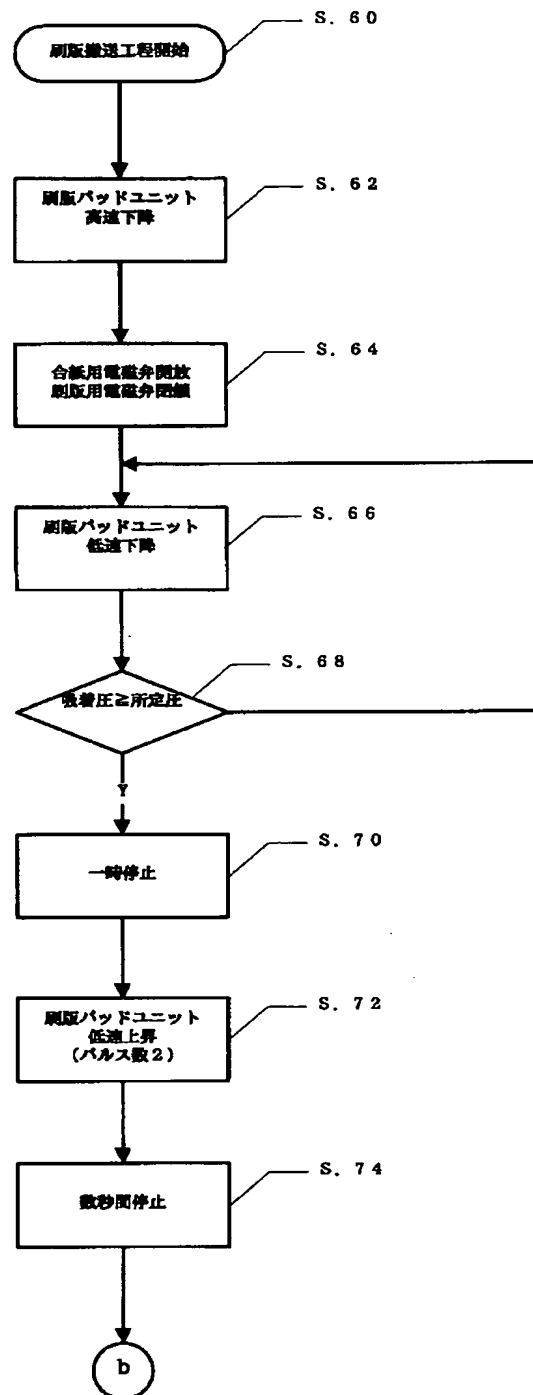 S. 60
刷版搬送工程開始
S. 62
刷版パッドユニット
高速下降
S. 64
合紙用電磁弁開放
刷版用電磁弁閉鎖
S. 66
刷版パッドユニット
低速下降
S. 68
吸着圧≧所定圧
Y
S. 70
一時停止
S. 72
刷版パッドユニット
低速上昇
(パルス数2)
S. 74
数秒間停止
b